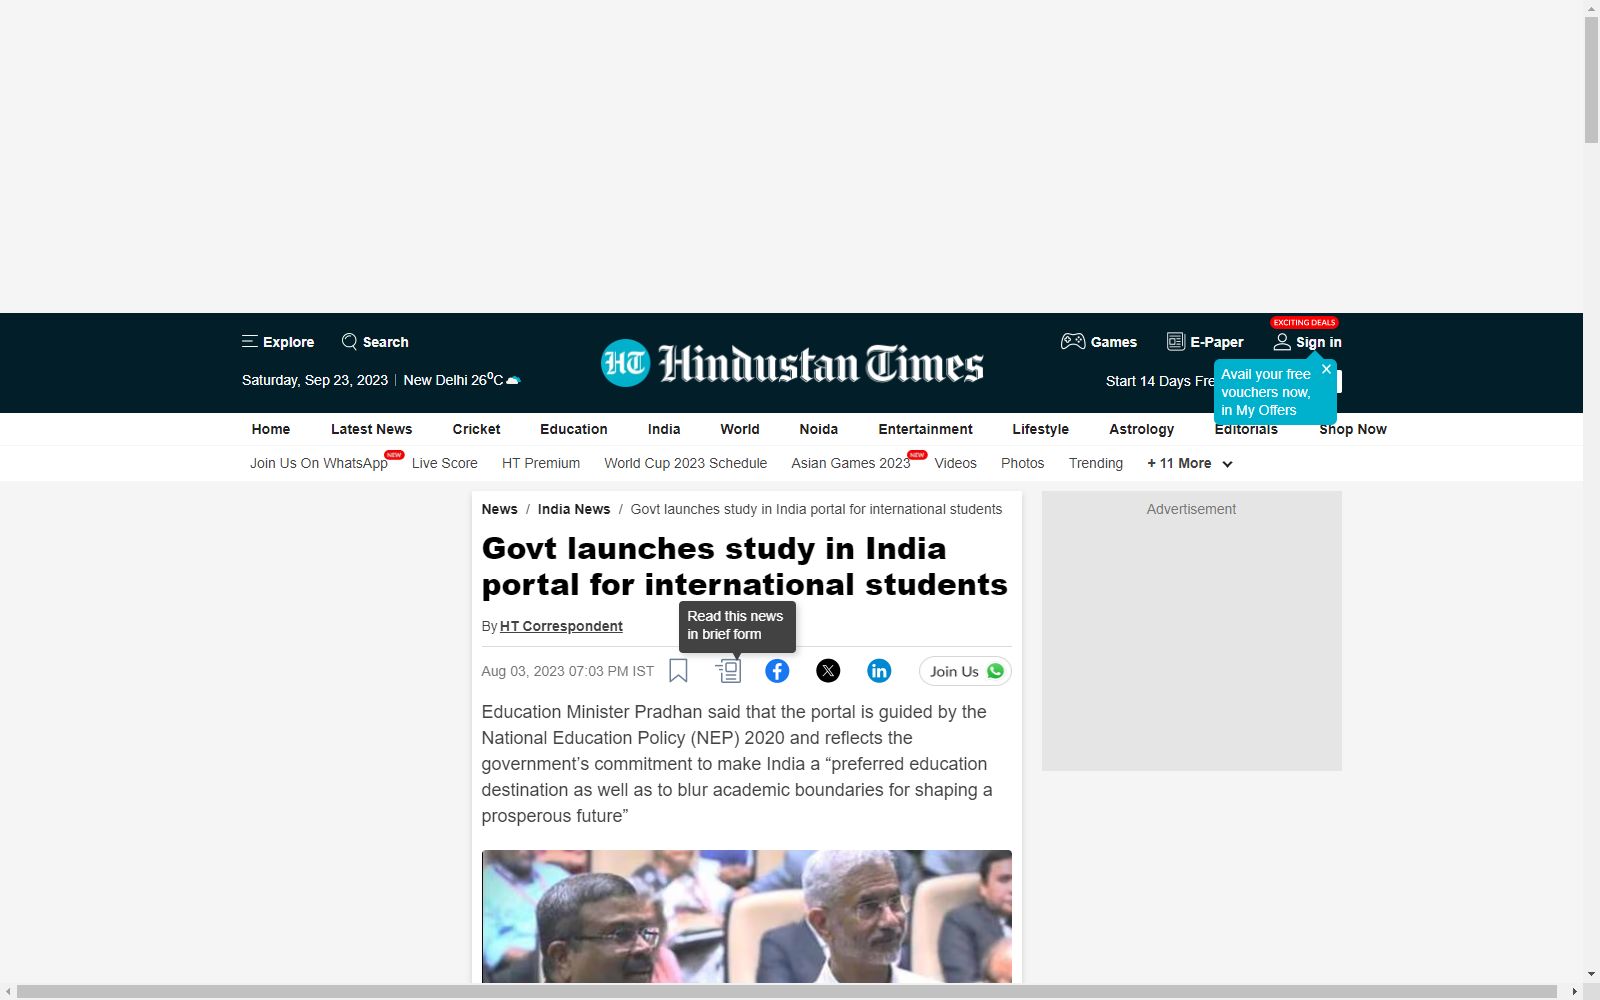 EXCITING DEALS
Explore Search
Games E-Paper Sign in
HT Hindustan Times
Saturday, Sep 23, 2023 New Delhi 26°C
Start 14 Days
Avail your free
vouchers now,
in My Offers
Home Latest News Cricket Education India World Noida Entertainment Lifestyle Astrology Editorials Shop Now
Join Us On WhatsApp NEW Live Score HT Premium World Cup 2023 Schedule Asian Games 2023 NEW Videos Photos Trending + 11 More
News / India News / Govt launches study in India portal for international students
Advertisement
Govt launches study in India
portal for international students
By HT Correspondent
Read this news
in brief form
Aug 03, 2023 07:03 PM IST
Join Us
Education Minister Pradhan said that the portal is guided by the
National Education Policy (NEP) 2020 and reflects the
government’s commitment to make India a “preferred education
destination as well as to blur academic boundaries for shaping a
prosperous future”